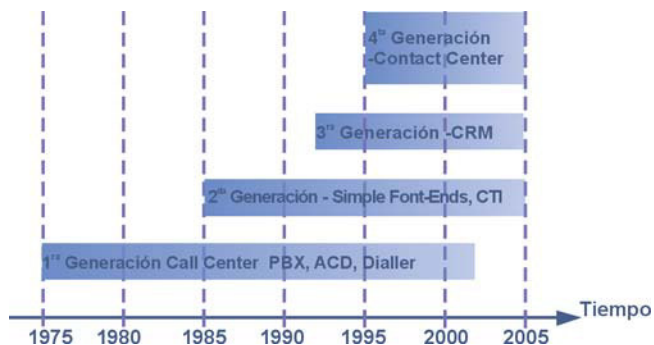 4ta Generación
-Contact Center
3ra Generación -CRM
2da Generación - Simple Font-Ends, CTI
1ra Generación Call Center PBX, ACD, Dialler
Tiempo
1975 1980 1985 1990 1995 2000 2005